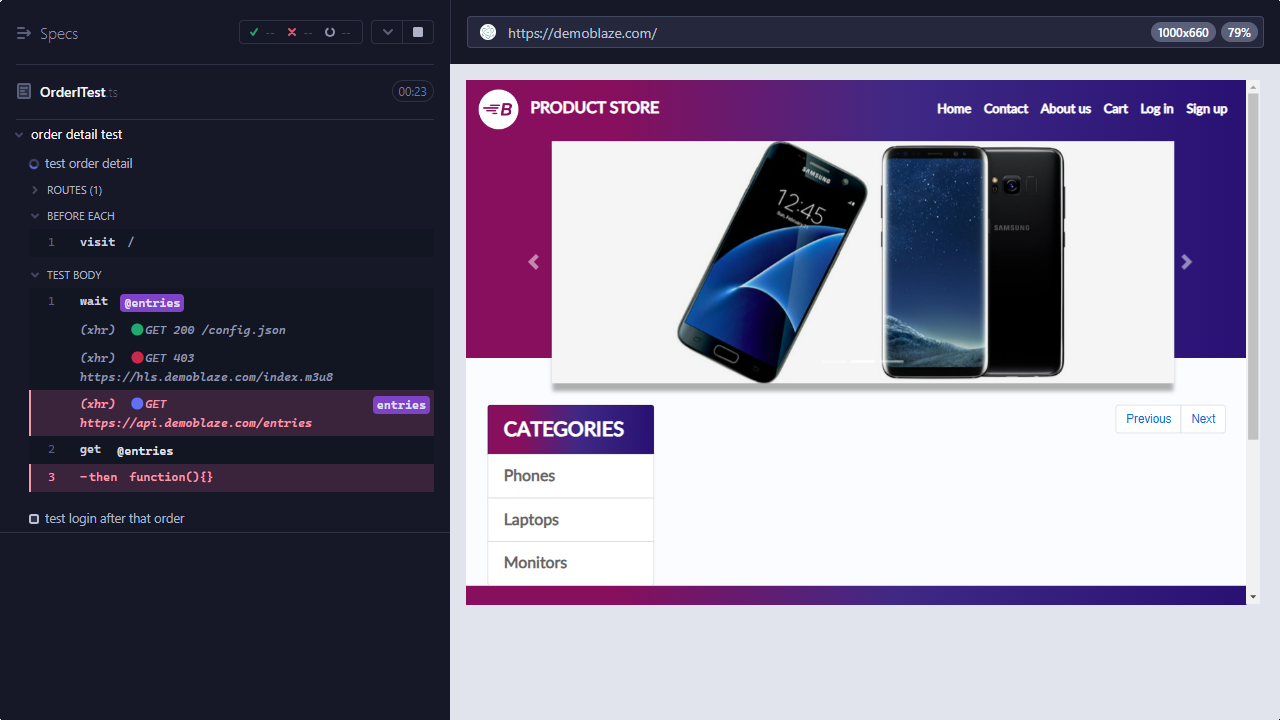 Specs
-- -- --
OrderITest ts
00:23
order detail test
test order detail
ROUTES (1)
BEFORE EACH
1 visit /
TEST BODY
1 wait @entries
(xhr) GET 200 /config.json
(xhr) GET 403
https://hls.demoblaze.com/index.m3u8
(xhr) GET entries
https://api.demoblaze.com/entries
2 get @entries
3 -then function(){}
test login after that order
https://demoblaze.com/
1000x660 79%
B PRODUCT STORE
Home Contact About us Cart Log in Sign up
SAMSUNG
12:45
SAMSUNG
CATEGORIES
Previous Next
Phones
Laptops
Monitors